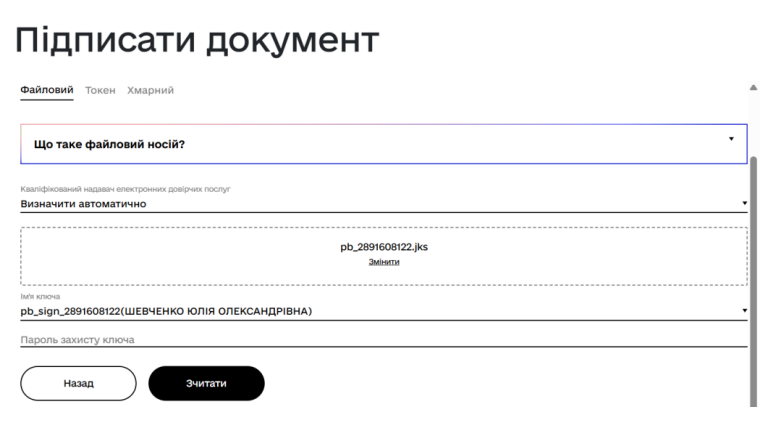 Підписати документ
Файловий Токен Хмарний
Що таке файловий носій?
Кваліфікований надавач електронних довірчих послуг
Визначити автоматично
pb_2891608122.jks
Змінити
Ім'я ключа
pb_sign_2891608122(ШЕВЧЕНКО ЮЛІЯ ОЛЕКСАНДРІВНА)
Пароль захисту ключа
Назад Зчитати